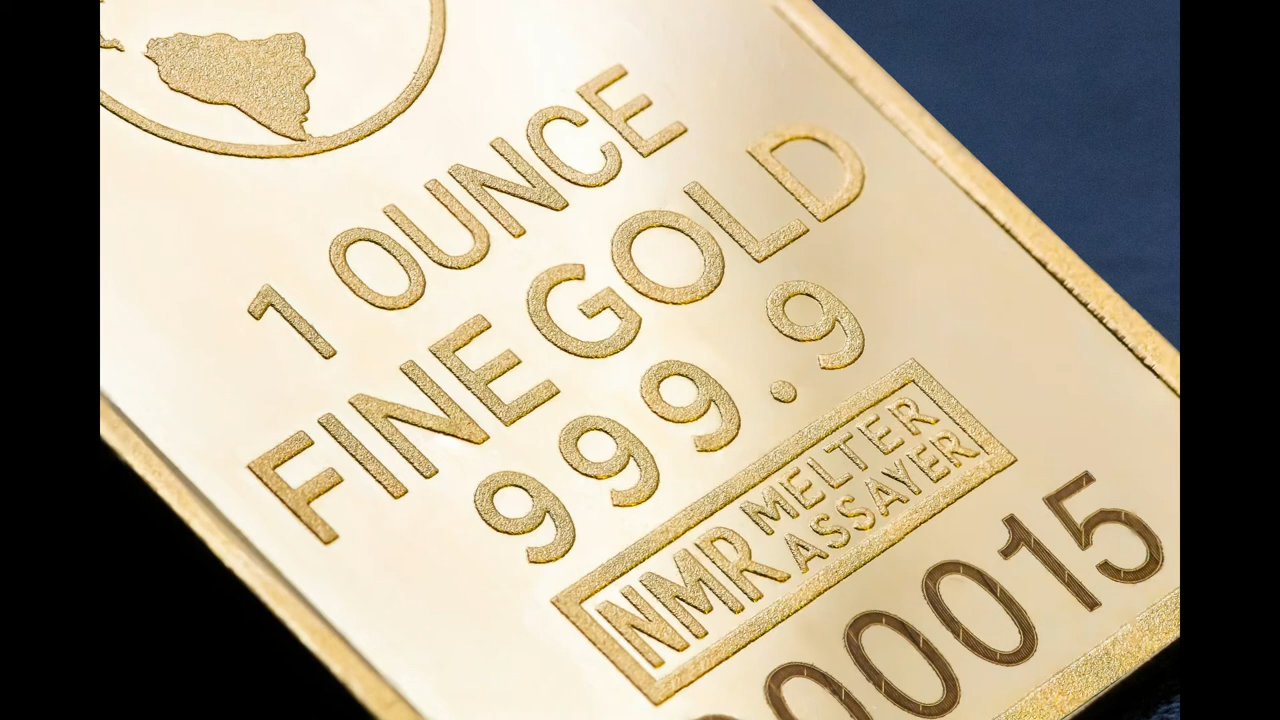 1 OUNCE
FINE GOLD
999.9
NMR MELTER
ASSAYER
00015